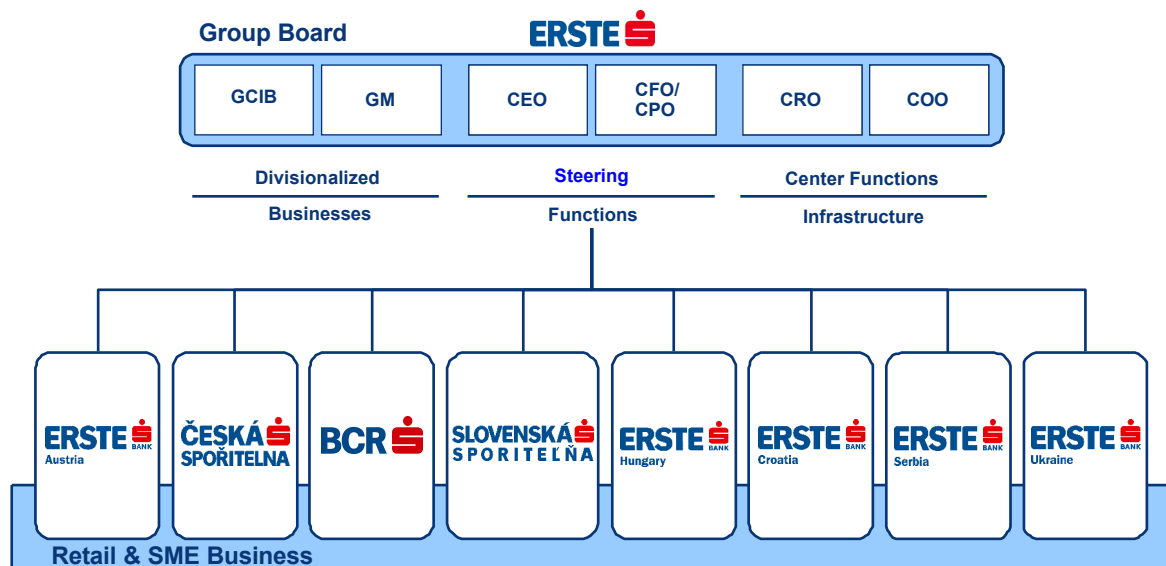 Group Board
ERSTE
GCIB
GM
CEO
CFO/
CPO
CRO
COO
Divisionalized
Businesses
Steering
Functions
Center Functions
Infrastructure
ERSTE
BANK
Austria
ČESKÁ
SPOŘITELNA
BCR
SLOVENSKÁ
SPORITEĽŇA
ERSTE
BANK
Hungary
ERSTE
BANK
Croatia
ERSTE
BANK
Serbia
ERSTE
BANK
Ukraine
Retail & SME Business